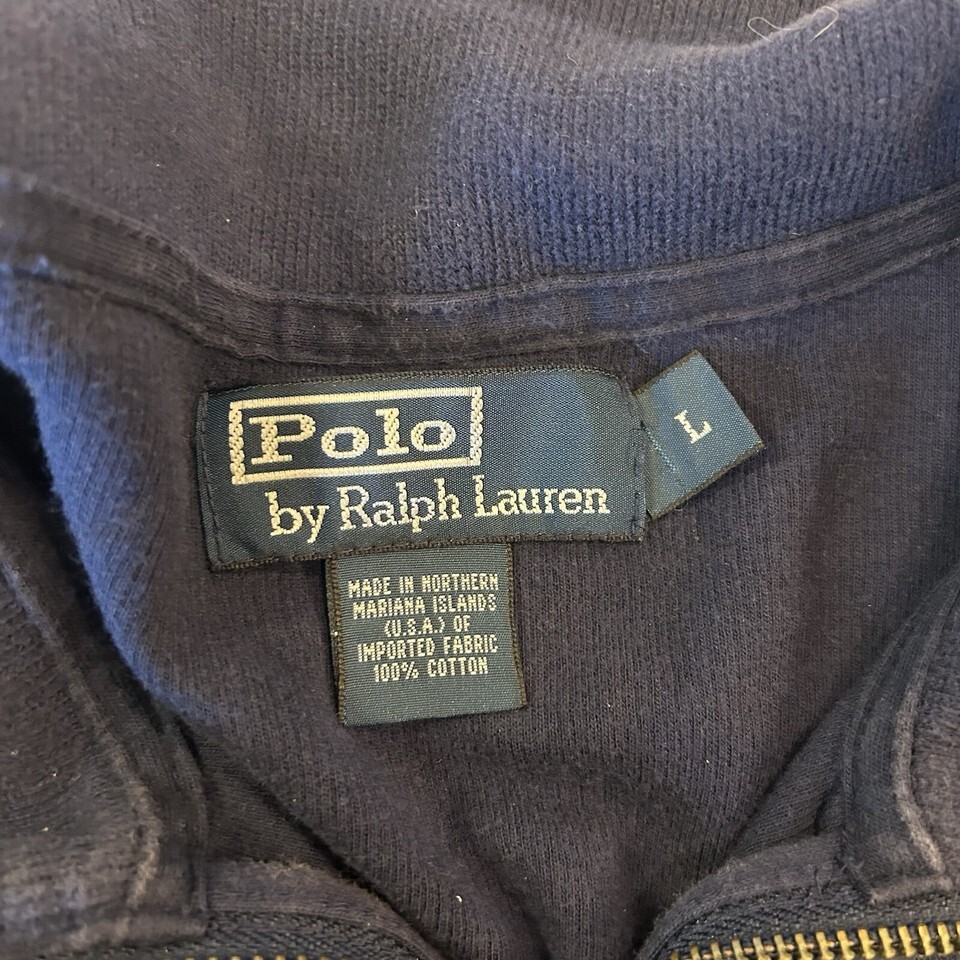 Polo
by Ralph Lauren
L
MADE IN NORTHERN
MARIANA ISLANDS
(U.S.A.) OF
IMPORTED FABRIC
100% COTTON